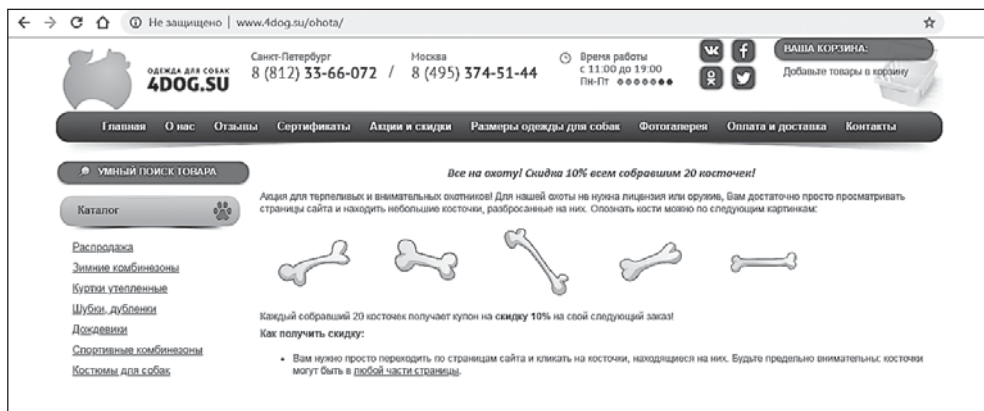 Не защищено | www.4dog.su/ohota/
ОДЕЖДА ДЛЯ СОБАК
4DOG.SU
Санкт-Петербург
8 (812) 33-66-072 /
Москва
8 (495) 374-51-44
Время работы
с 11:00 до 19:00
ПН-ПТ
ВАША КОРЗИНА:
Добавьте товары в корзину
Главная О нас Отзывы Сертификаты Акции и скидки Размеры одежды для собак Фотогалерея Оплата и доставка Контакты
УМНЫЙ ПОИСК ТОВАРА
Каталог
Распродажа
Зимние комбинезоны
Куртки утепленные
Шубки, дубленки
Дождевики
Спортивные комбинезоны
Костюмы для собак
Все на охоту! Скидка 10% всем собравшим 20 косточек!
Акция для терпеливых и внимательных охотников! Для нашей охоты не нужна лицензия или оружие, Вам достаточно просто просматривать
страницы сайта и находить небольшие косточки, разбросанные на них. Опознать кости можно по следующим картинкам:
Каждый собравший 20 косточек получает купон на скидку 10% на свой следующий заказ!
Как получить скидку:
• Вам нужно просто переходить по страницам сайта и кликать на косточки, находящиеся на них. Будьте предельно внимательны: косточки
могут быть в любой части страницы.